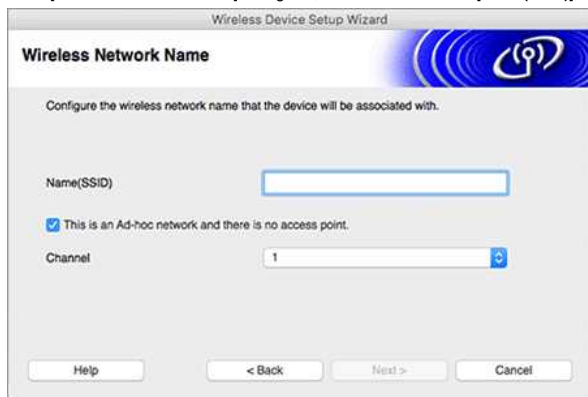 Wireless Device Setup Wizard
Wireless Network Name
Configure the wireless network name that the device will be associated with.
Name(SSID)
This is an Ad-hoc network and there is no access point.
Channel 1
Help < Back Next > Cancel